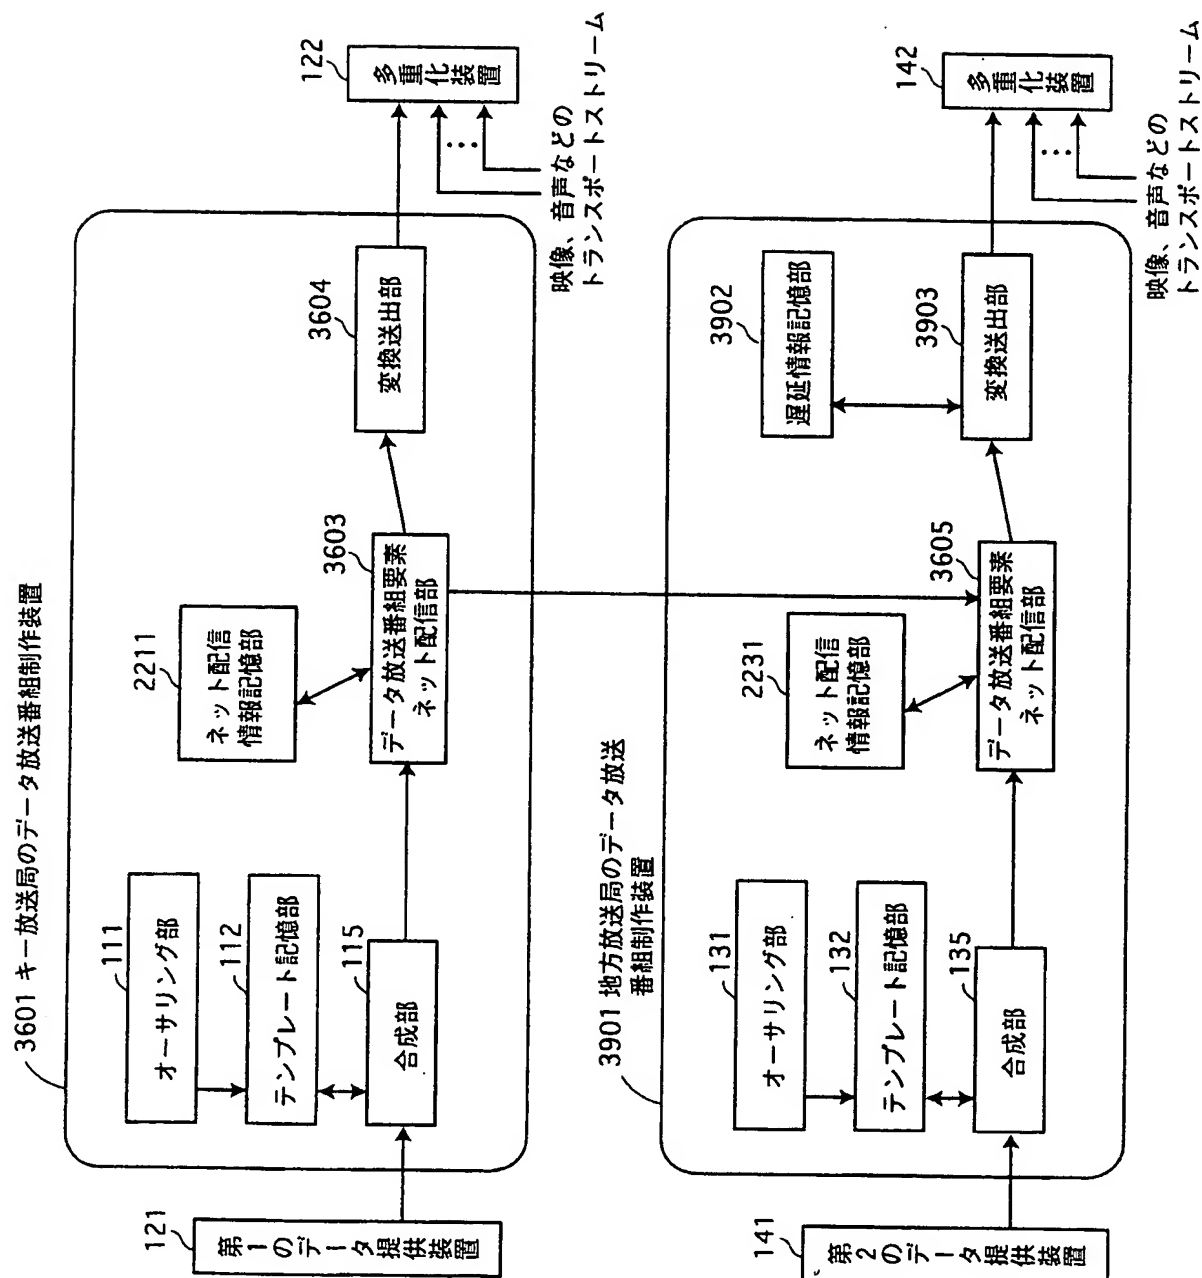 3601 キー放送局のデータ放送番組制作装置
121
第1のデータ提供装置
111
オーサリング部
112
テンプレート記憶部
115
合成部
2211
ネット配信
情報記憶部
3603
データ放送番組要素
ネット配信部
3604
変換送出部
122
多重化装置
映像、音声などの
トランスポートストリーム
3901 地方放送局のデータ放送
番組制作装置
141
第2のデータ提供装置
131
オーサリング部
132
テンプレート記憶部
135
合成部
2231
ネット配信
情報記憶部
3605
データ放送番組要素
ネット配信部
3902
遅延情報記憶部
3903
変換送出部
142
多重化装置
映像、音声などの
トランスポートストリーム